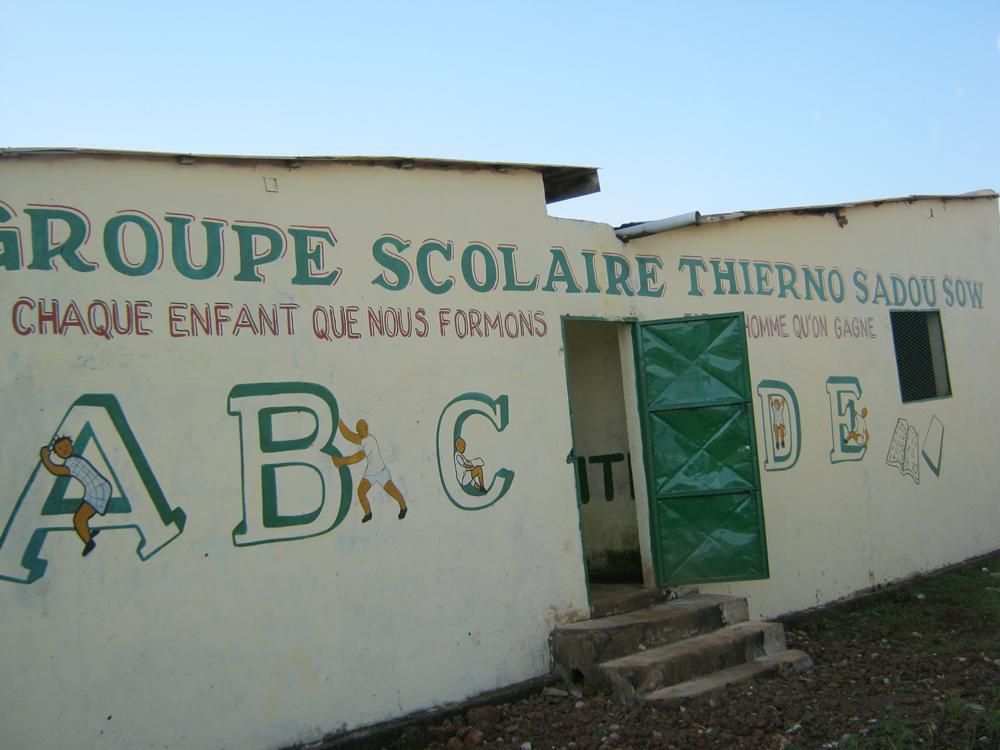 GROUPE SCOLAIRE THIERNO SADOU SOW
CHAQUE ENFANT QUE NOUS FORMONS HOMME QU'ON GAGNE
A B C D E